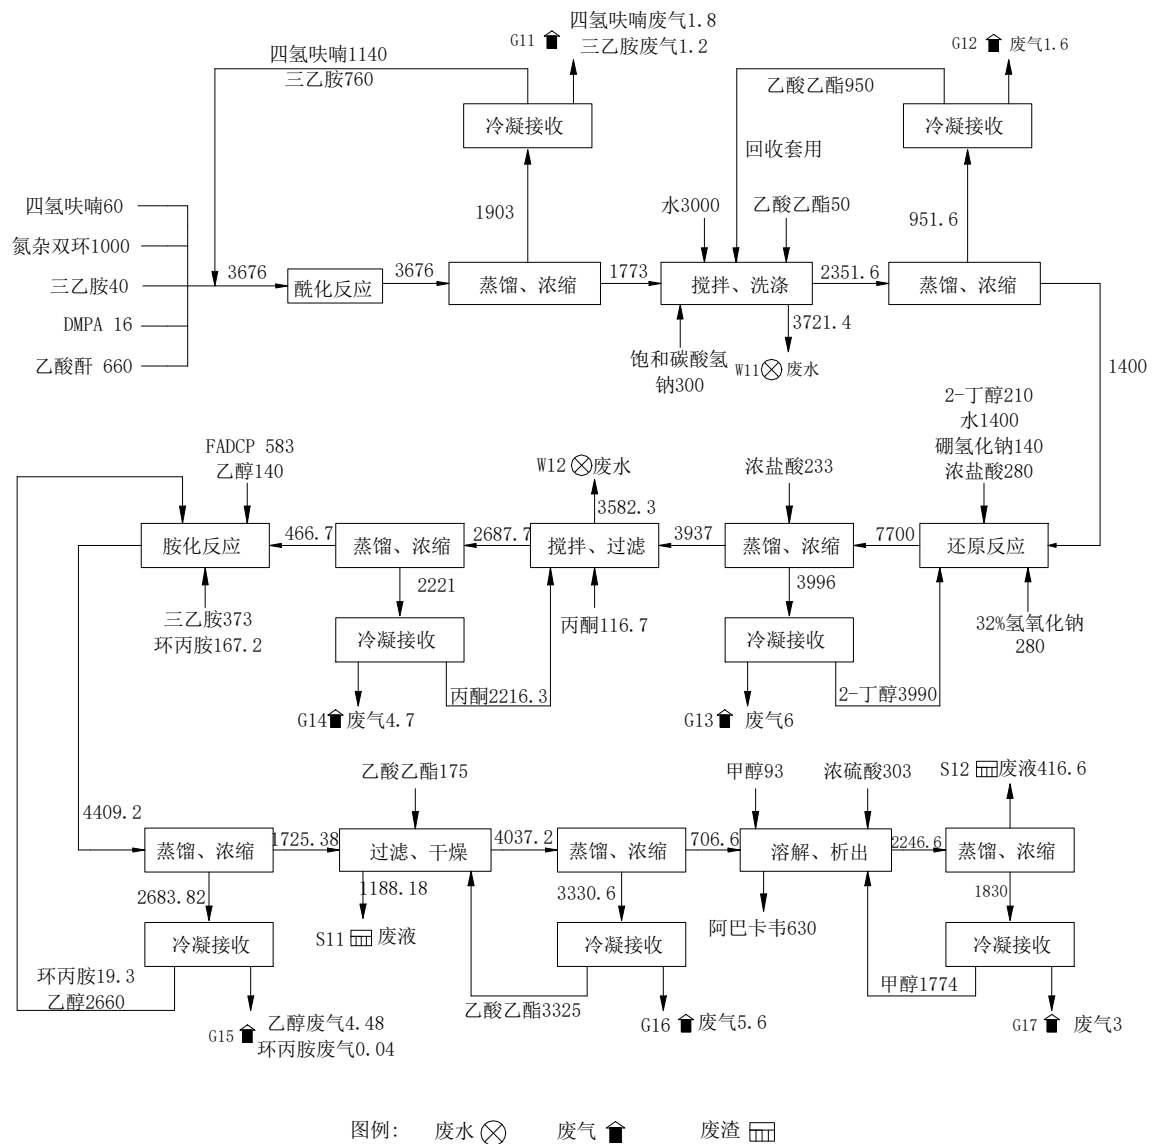 四氢呋喃废气1.8
G11
三乙胺废气1.2
四氢呋喃1140
三乙胺760
G12 废气1.6
乙酸乙酯950
冷凝接收
冷凝接收
回收套用
四氢呋喃60
1903
水3000
乙酸乙酯50
951.6
氮杂双环1000
三乙胺40
3676
酰化反应
3676
蒸馏、浓缩
1773
搅拌、洗涤
2351.6
蒸馏、浓缩
DMPA 16
3721.4
乙酸酐 660
饱和碳酸氢
钠300
W11 废水
1400
2-丁醇210
水1400
硼氢化钠140
浓盐酸280
FADCP 583
乙醇140
W12 废水
浓盐酸233
3582.3
胺化反应
466.7
蒸馏、浓缩
2687.7
搅拌、过滤
3937
蒸馏、浓缩
7700
还原反应
2221
3996
三乙胺373
环丙胺167.2
冷凝接收
丙酮116.7
冷凝接收
32%氢氧化钠
280
丙酮2216.3
2-丁醇3990
G14 废气4.7
G13 废气6
乙酸乙酯175
甲醇93
浓硫酸303
S12 废液416.6
4409.2
蒸馏、浓缩
1725.38
过滤、干燥
4037.2
蒸馏、浓缩
706.6
溶解、析出
2246.6
蒸馏、浓缩
2683.82
1188.18
3330.6
1830
冷凝接收
S11 废液
冷凝接收
阿巴卡韦630
冷凝接收
环丙胺19.3
乙醇2660
乙酸乙酯3325
甲醇1774
G15
乙醇废气4.48
环丙胺废气0.04
G16 废气5.6
G17 废气3
图例: 废水 废气 废渣